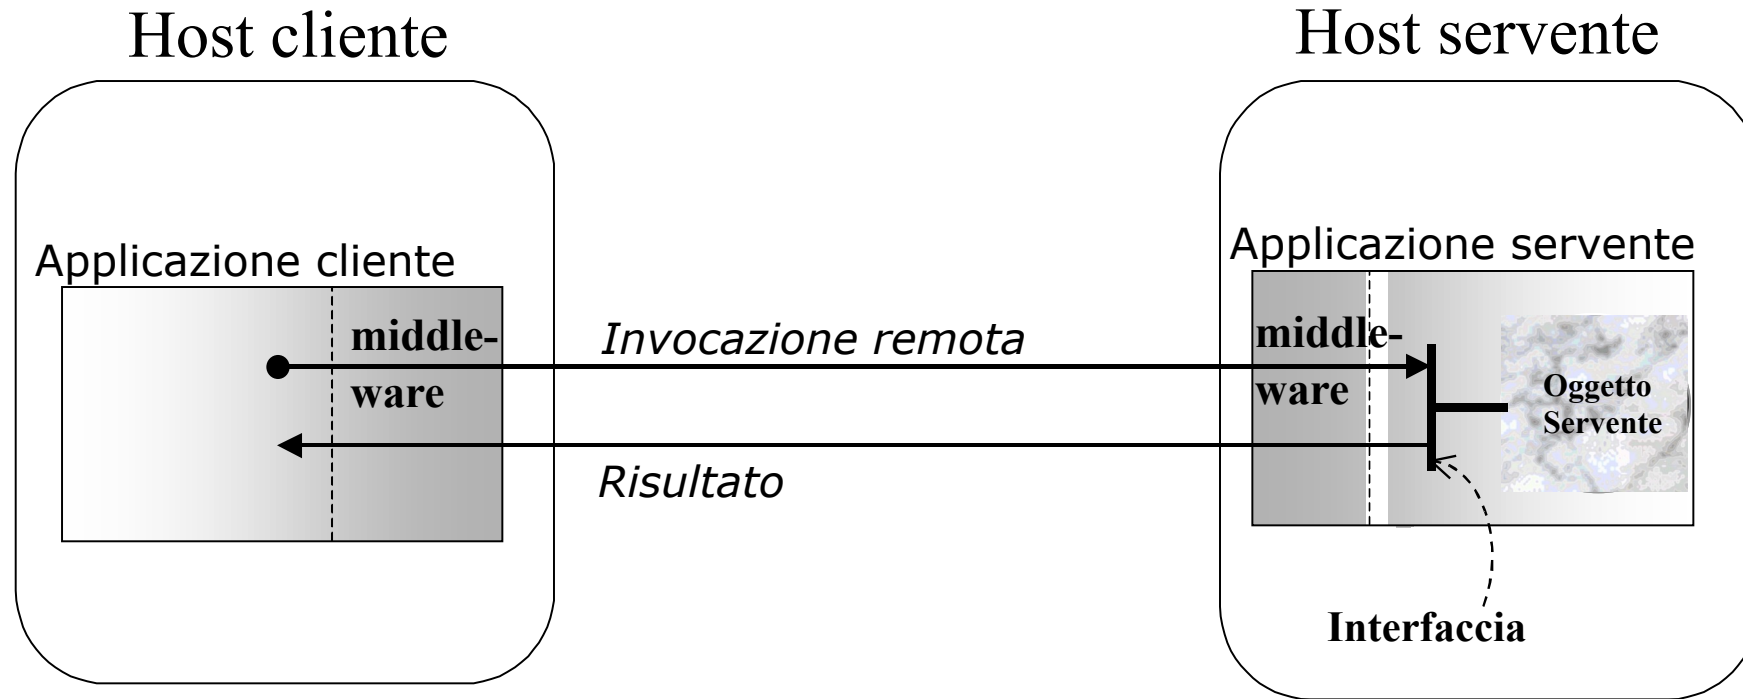 Host cliente
Host servente
Applicazione cliente
Applicazione servente
middle-
ware
Invocazione remota
Risultato
middle-
ware
Oggetto
Servente
Interfaccia